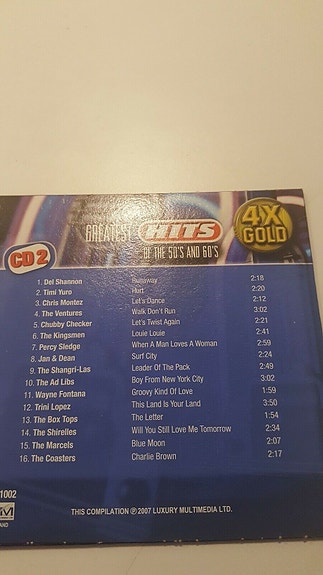 GREATEST HITS 4X
OF THE 50'S AND 60'S GOLD
CD 2
1. Del Shannon Runaway 2:18
2. Timi Yuro Hurt 2:20
3. Chris Montez Let's Dance 2:12
4. The Ventures Walk Don't Run 3:02
5. Chubby Checker Let's Twist Again 2:21
6. The Kingsmen Louie Louie 2:41
7. Percy Sledge When A Man Loves A Woman 2:59
8. Jan & Dean Surf City 2:24
9. The Shangri-Las Leader Of The Pack 2:49
10. The Ad Libs Boy From New York City 3:02
11. Wayne Fontana Groovy Kind Of Love 1:59
12. Trini Lopez This Land Is Your Land 3:50
13. The Box Tops The Letter 1:54
14. The Shirelles Will You Still Love Me Tomorrow 2:34
15. The Marcels Blue Moon 2:07
16. The Coasters Charlie Brown 2:17
1002
THIS COMPILATION ℗ 2007 LUXURY MULTIMEDIA LTD.